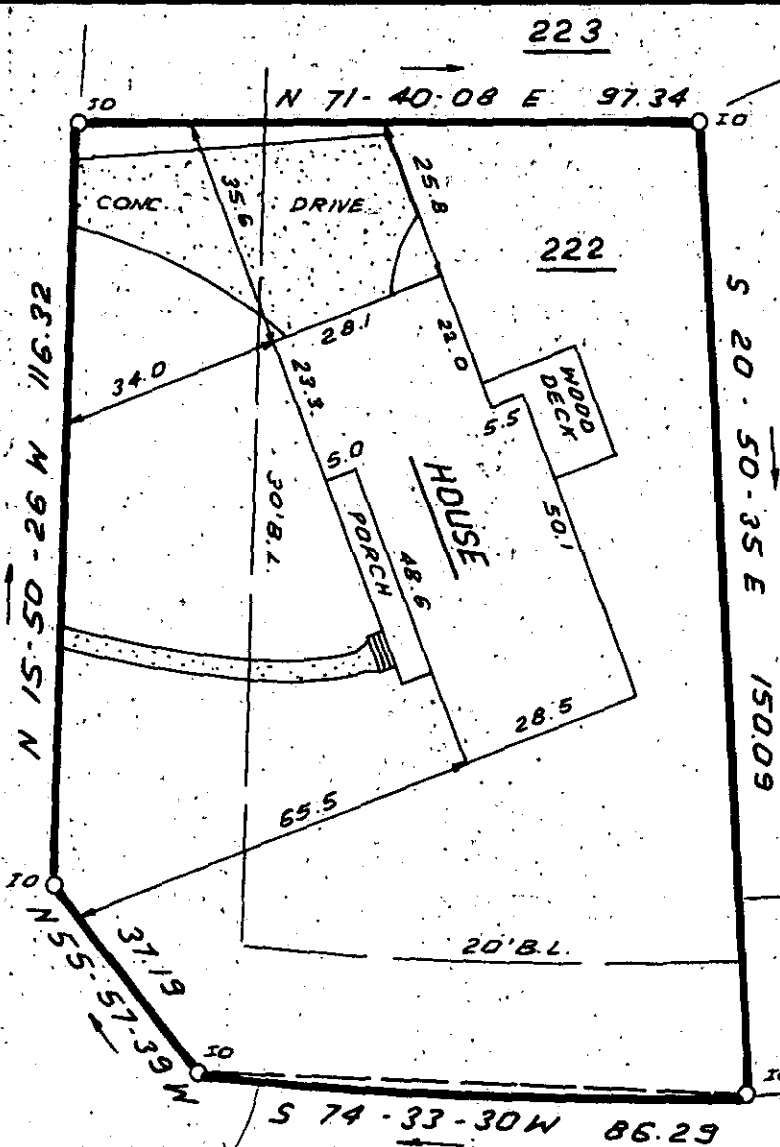 223
IO
N 71-40-08 E 97.34
IO
CONC.
DRIVE
35.6
25.8
222
N 15-50-26 W 116.32
S 20-50-35 E 150.09
34.0
28.1
22.0
23.3
WOOD
DECK
5.5
5.0
HOUSE
30'B.L.
PORCH
48.6
50.1
28.5
65.5
IO
37.19
N 55-57-39 W
20'B.L.
IO
S 74-33-30 W 86.29